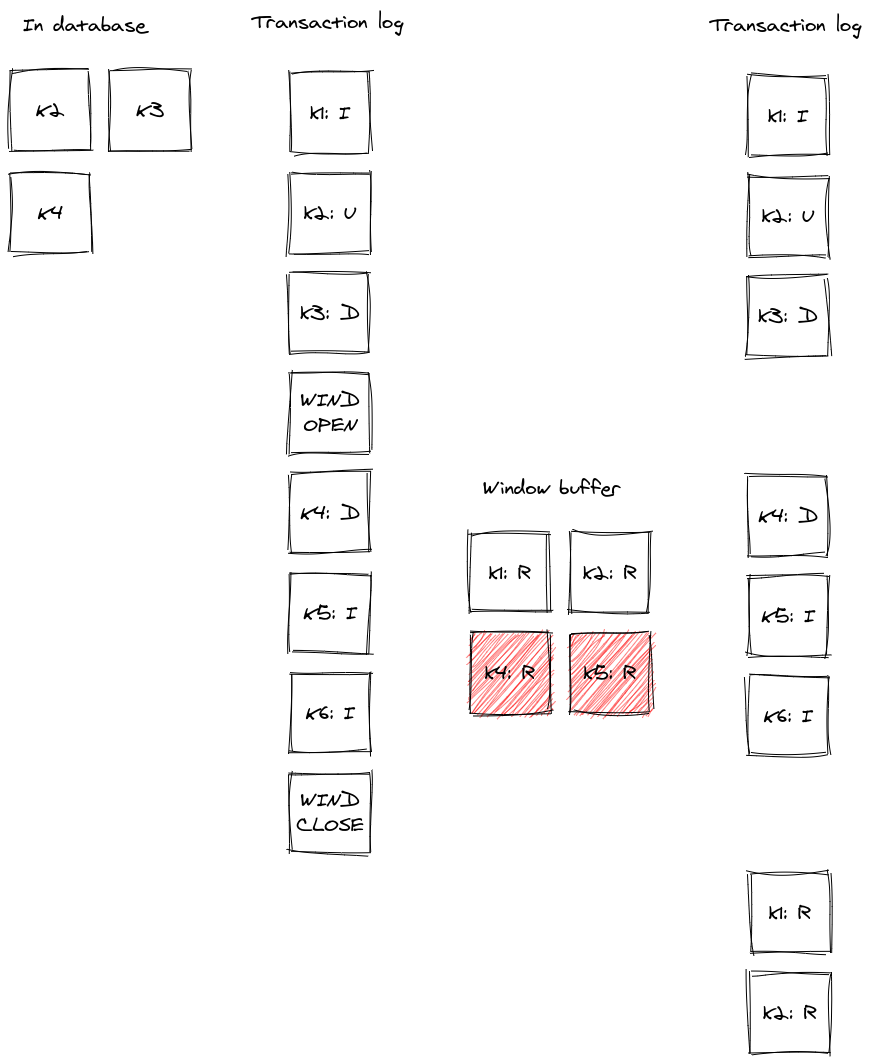 In database
K2
K3
K4
Transaction log
K1: I
K2: U
K3: D
WIND
OPEN
K4: D
K5: I
K6: I
WIND
CLOSE
Window buffer
K1: R
K2: R
K4: R
K5: R
Transaction log
K1: I
K2: U
K3: D
K4: D
K5: I
K6: I
K1: R
K2: R